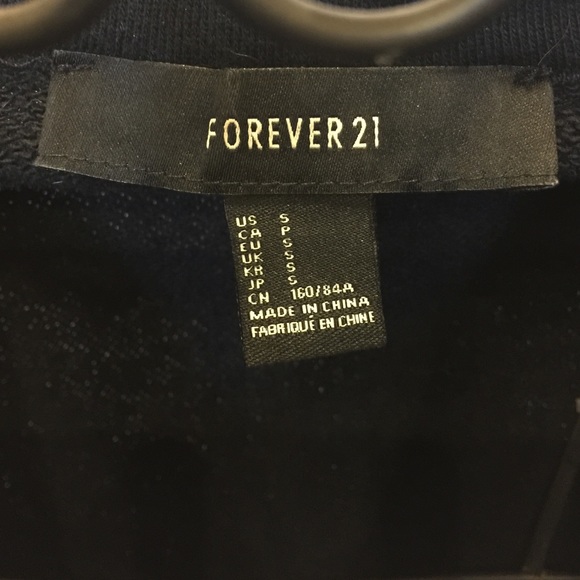 FOREVER 21
US S
CA P
EU S
UK S
KR S
JP S
CN 160/84A
MADE IN CHINA
FABRIQUÉ EN CHINE